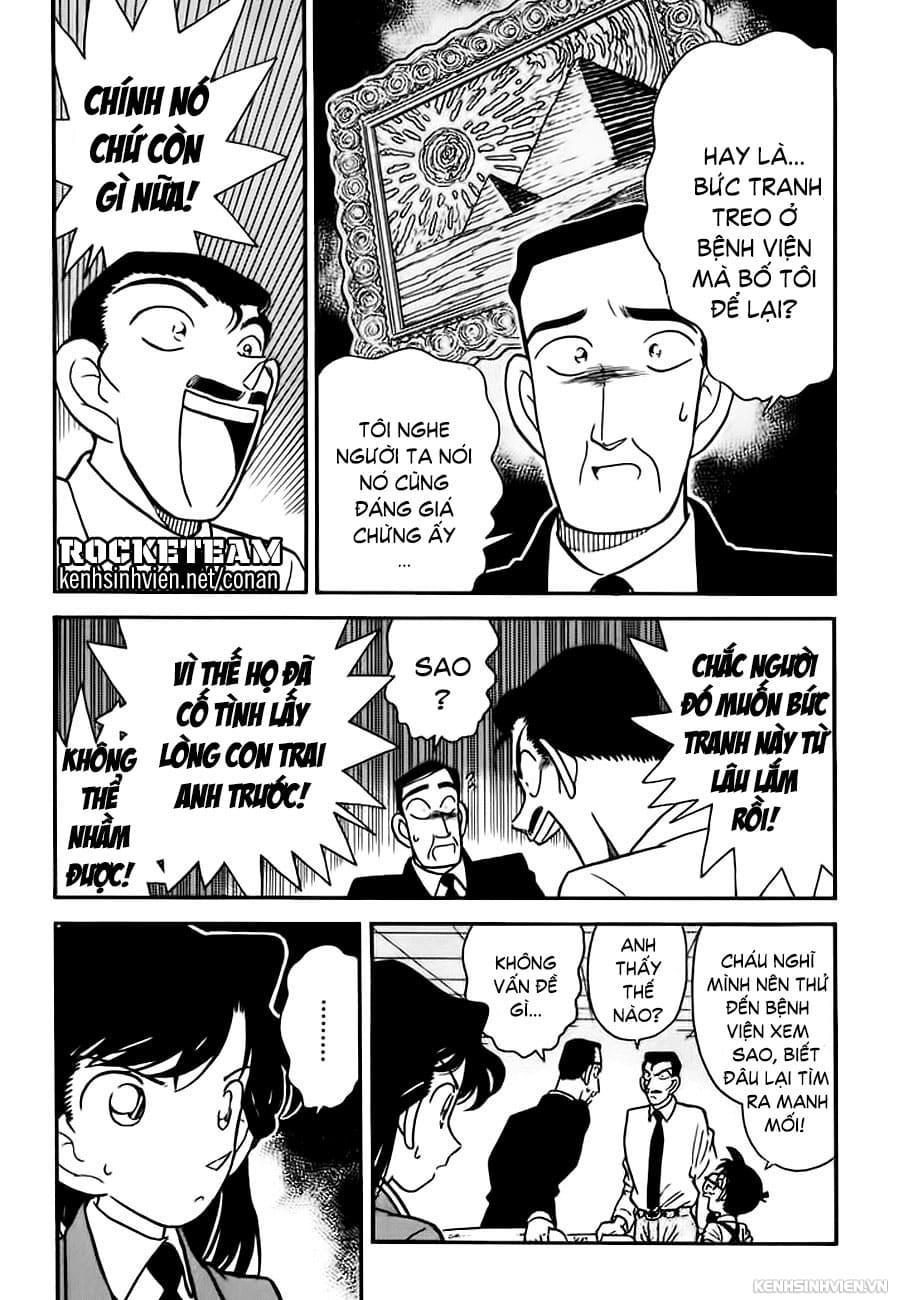 HAY LÀ...
BỨC TRANH
TREO Ở
BỆNH VIỆN
MÀ BỐ TÔI
ĐỂ LẠI?
TÔI NGHE
NGƯỜI TA NÓI
NÓ CŨNG
ĐÁNG GIÁ
CHỪNG ẤY
...
CHÍNH NÓ
CHỨ CÒN
GÌ NỮA!
ROCKETEAM
kenhsinhvien.net/conan
CHẮC NGƯỜI
ĐÓ MUỐN BỨC
TRANH NÀY TỪ
LÂU LẮM
RỒI!
SAO
?
VÌ THẾ HỌ ĐÃ
CỐ TÌNH LẤY
LÒNG CON TRAI
ANH TRƯỚC!
KHÔNG
THỂ
NHẦM
ĐƯỢC!
CHÁU NGHĨ
MÌNH NÊN THỬ
ĐẾN BỆNH
VIỆN XEM
SAO, BIẾT
ĐÂU LẠI TÌM
RA MANH
MỐI!
ANH
THẤY
THẾ
NÀO?
KHÔNG
VẤN ĐỀ
GÌ...
.........
KENHSINHVIEN.VN